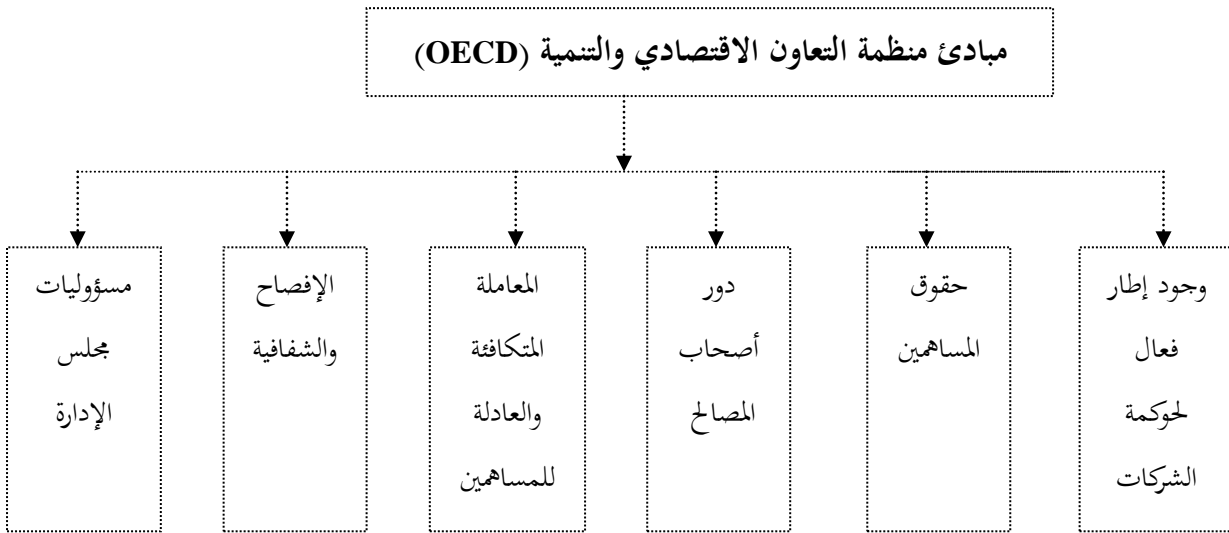 مبادئ منظمة التعاون الاقتصادي والتنمية (OECD)
وجود إطار
فعال
لحوكمة
الشركات
حقوق
المساهمين
دور
أصحاب
المصالح
المعاملة
المتكافئة
والعادلة
للمساهمين
الإفصاح
والشفافية
مسؤوليات
مجلس
الإدارة